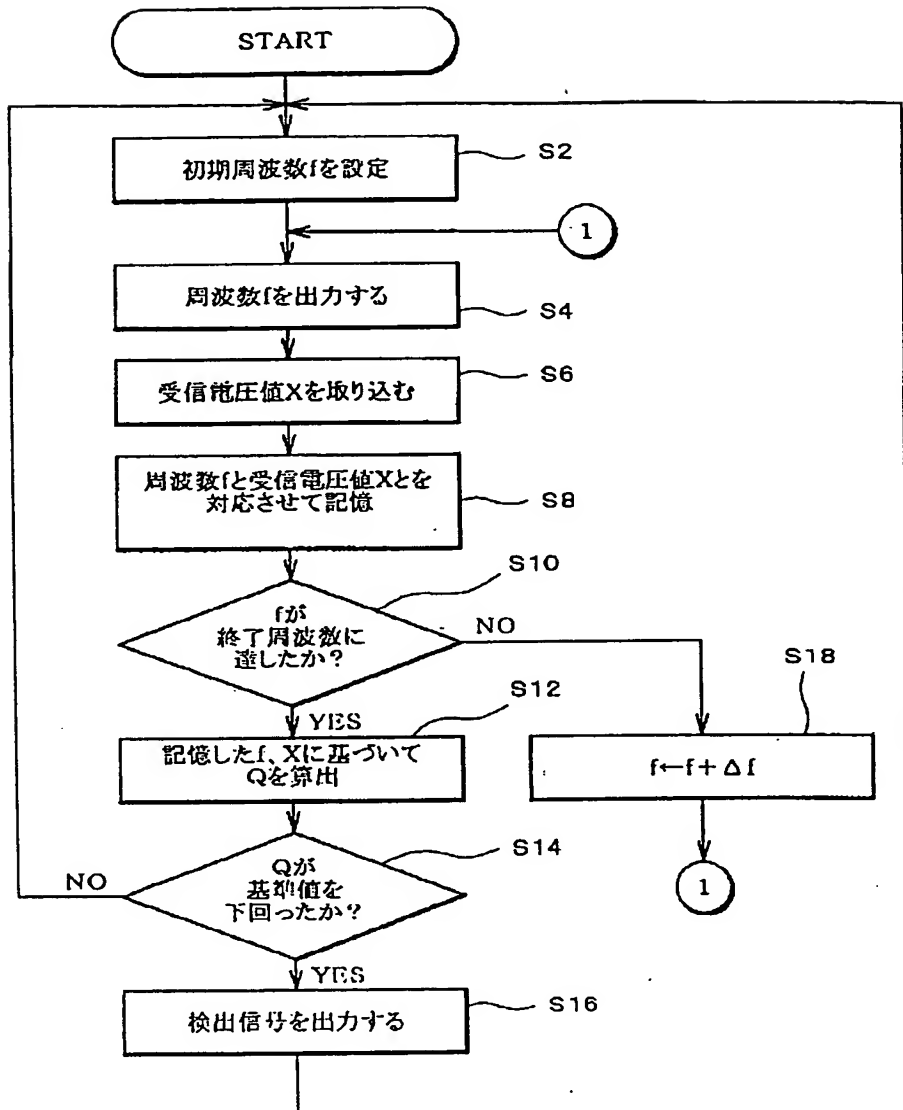 START
初期周波数fを設定
S2
1
周波数fを出力する
S4
受信電圧値Xを取り込む
S6
周波数fと受信電圧値Xとを
対応させて記憶
S8
fが
終了周波数に
達したか？
S10
NO
YES
S12
記憶したf、Xに基づいて
Qを算出
S18
f←f+Δf
1
Qが
基準値を
下回ったか？
S14
NO
YES
検出信号を出力する
S16